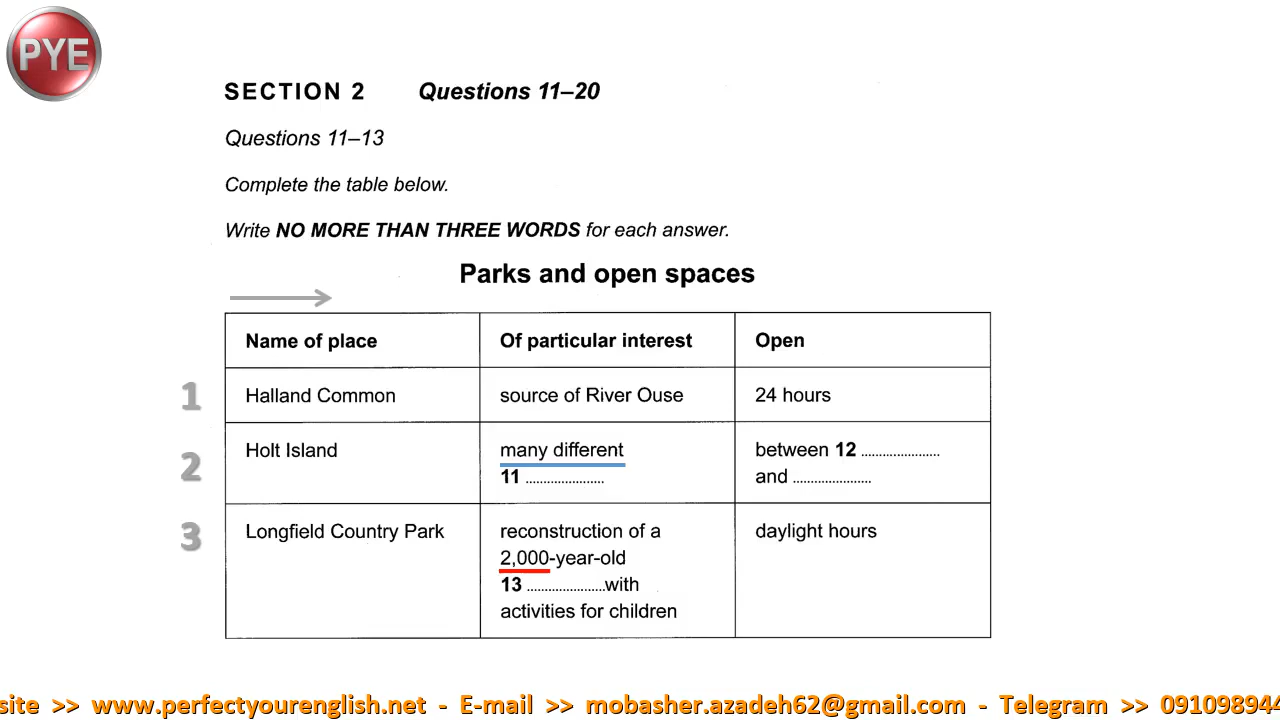 PYE
SECTION 2 Questions 11–20
Questions 11–13
Complete the table below.
Write NO MORE THAN THREE WORDS for each answer.
Parks and open spaces
Name of place Of particular interest Open
1 Halland Common source of River Ouse 24 hours
2 Holt Island many different between 12 ......................
11 ...................... and ......................
3 Longfield Country Park reconstruction of a daylight hours
2,000-year-old
13 ......................with
activities for children
site >> www.perfectyourenglish.net - E-mail >> mobasher.azadeh62@gmail.com - Telegram >> 091098944